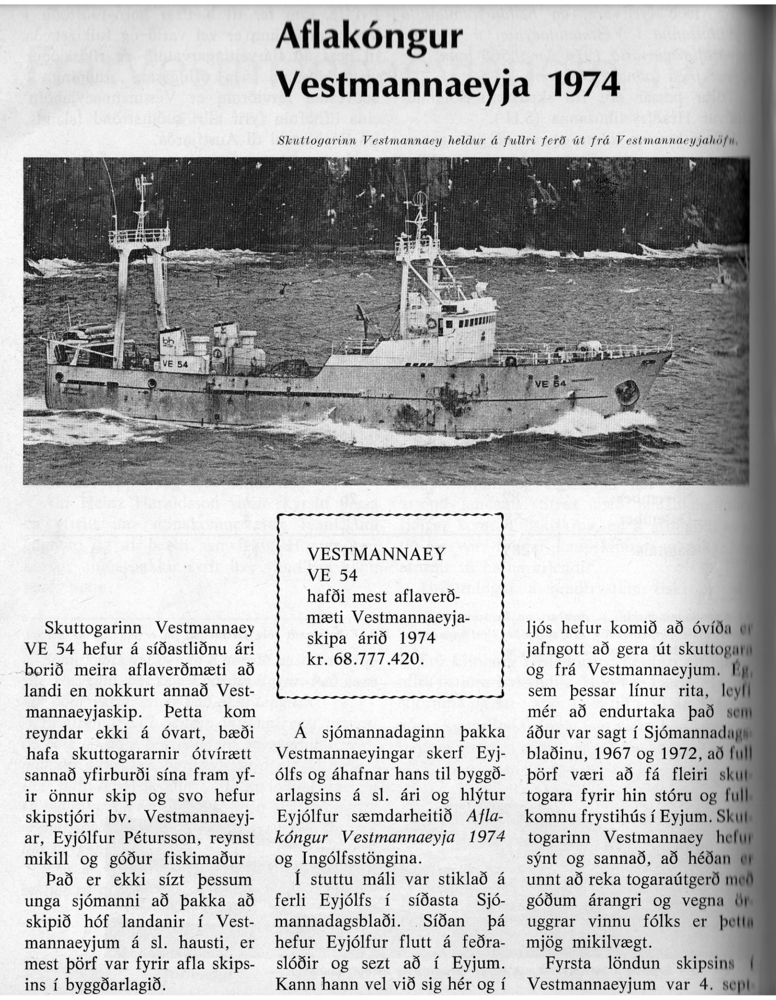 Aflakóngur
Vestmannaeyja 1974
Skuttogarinn Vestmannaey heldur á fullri ferð út frá Vestmannaeyjahöfn.
bh
VE 54
VE 54
VESTMANNAEY
VE 54
hafði mest aflaverð-
mæti Vestmannaeyja-
skipa árið 1974
kr. 68.777.420.
Skuttogarinn Vestmannaey
VE 54 hefur á síðastliðnu ári
borið meira aflaverðmæti að
landi en nokkurt annað Vest-
mannaeyjaskip. Þetta kom
reyndar ekki á óvart, bæði
hafa skuttogararnir ótvírætt
sannað yfirburði sína fram yf-
ir önnur skip og svo hefur
skipstjóri bv. Vestmannaeyj-
ar, Eyjólfur Pétursson, reynst
mikill og góður fiskimaður
Það er ekki sízt þessum
unga sjómanni að þakka að
skipið hóf landanir í Vest-
mannaeyjum á sl. hausti, er
mest þörf var fyrir afla skips-
ins í byggðarlagið.
Á sjómannadaginn þakka
Vestmannaeyingar skerf Eyj-
ólfs og áhafnar hans til byggð-
arlagsins á sl. ári og hlýtur
Eyjólfur sæmdarheitið Afla-
kóngur Vestmannaeyja 1974
og Ingólfsstöngina.
Í stuttu máli var stiklað á
ferli Eyjólfs í síðasta Sjó-
mannadagsblaði. Síðan þá
hefur Eyjólfur flutt á feðra-
slóðir og sezt að í Eyjum.
Kann hann vel við sig hér og í
ljós hefur komið að óvíða er
jafngott að gera út skuttogara
og frá Vestmannaeyjum. Ég,
sem þessar línur rita, leyfi
mér að endurtaka það sem
áður var sagt í Sjómannadags-
blaðinu, 1967 og 1972, að full
þörf væri að fá fleiri skut-
togara fyrir hin stóru og full-
komnu frystihús í Eyjum. Skut-
togarinn Vestmannaey hefur
sýnt og sannað, að héðan er
unnt að reka togaraútgerð með
góðum árangri og vegna ör-
uggrar vinnu fólks er þetta
mjög mikilvægt.
Fyrsta löndun skipsins í
Vestmannaeyjum var 4. sept-